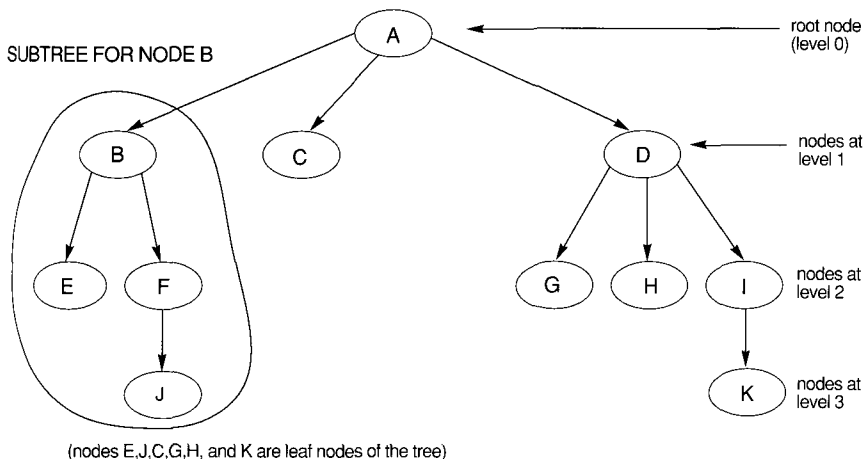 A
root node
(level 0)
SUBTREE FOR NODE B
B
C
D
nodes at
level 1
E
F
G
H
I
nodes at
level 2
J
K
nodes at
level 3
(nodes E,J,C,G,H, and K are leaf nodes of the tree)